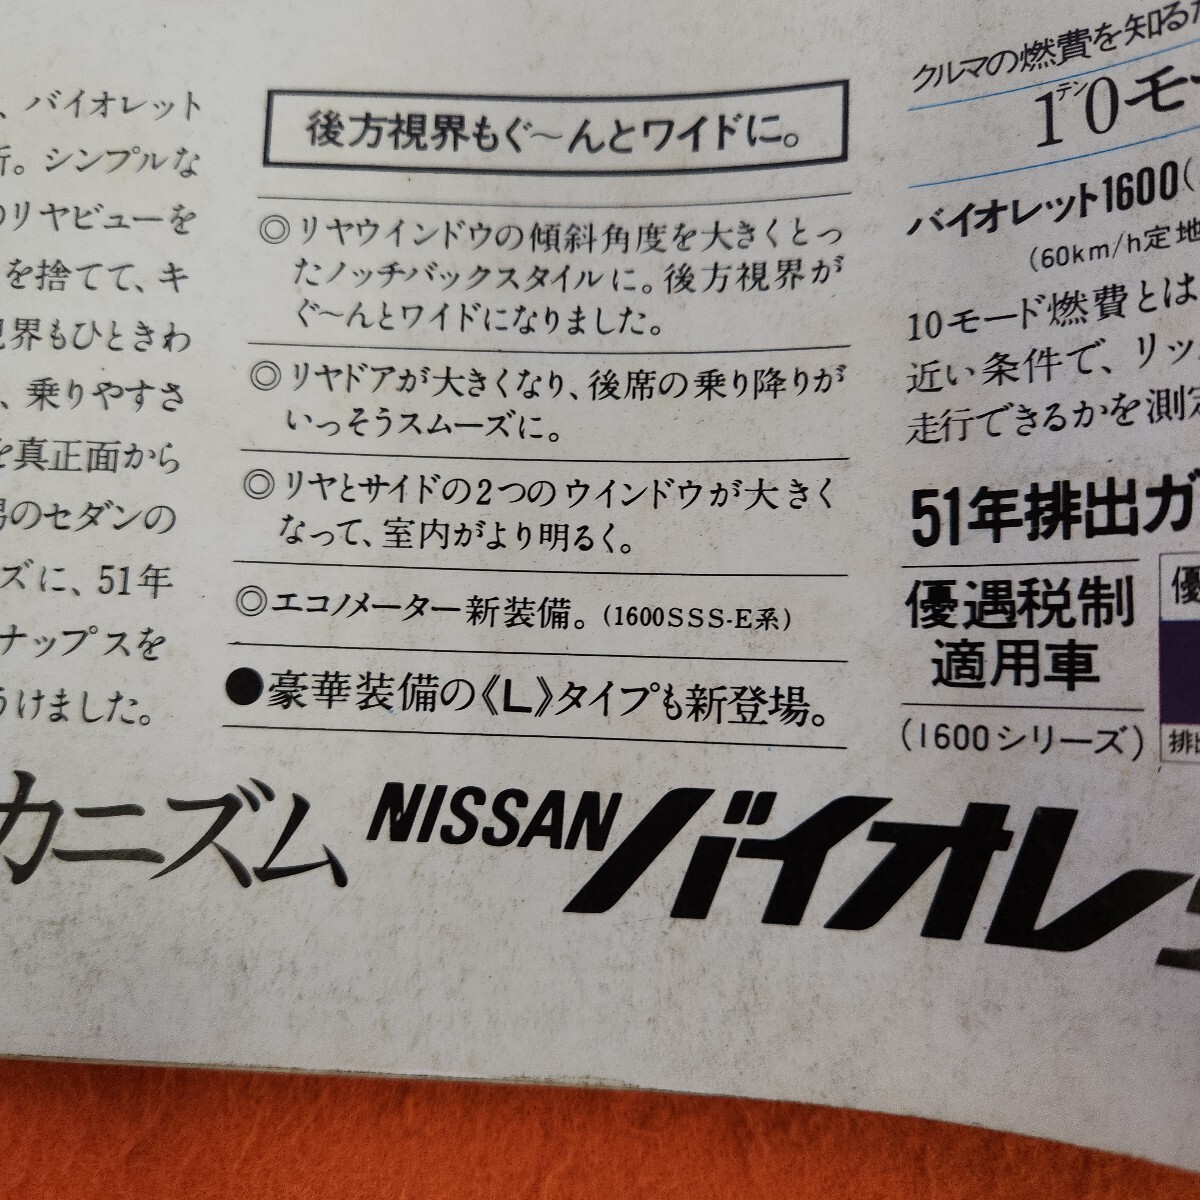 、バイオレット
。シンプルな
リヤビューを
を捨てて、キ
界もひときわ
、乗りやすさ
を真正面から
のセダンの
ズに、51年
ナップスを
うけました。
後方視界もぐ〜んとワイドに。
◎リヤウインドウの傾斜角度を大きくとっ
たノッチバックスタイルに。後方視界が
ぐ〜んとワイドになりました。
◎リヤドアが大きくなり、後席の乗り降りが
いっそうスムーズに。
◎リヤとサイドの2つのウインドウが大きく
なって、室内がより明るく。
◎エコノメーター新装備。(1600SSS-E系)
●豪華装備の《L》タイプも新登場。
クルマの燃費を知る
10モー
テン
バイオレット1600(
(60km/h定地
10モード燃費とは
近い条件で、リッ
走行できるかを測定
51年排出ガ
優遇税制
適用車
(1600シリーズ)
優
排出
カニズム
NISSANバイオレ